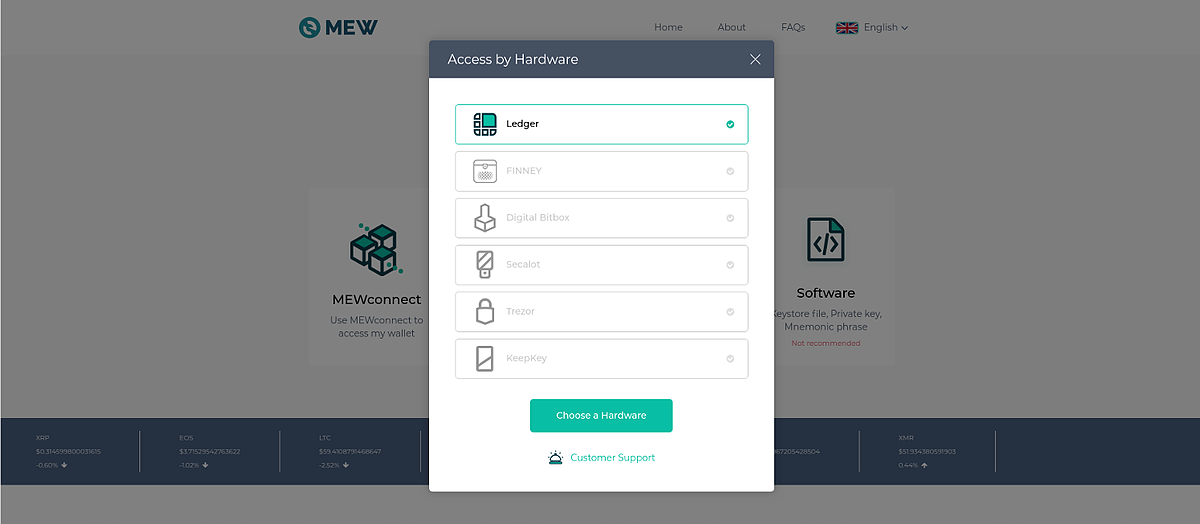 MEW
Home About FAQs English
Access by Hardware
Ledger
FINNEY
Digital Bitbox
Secalot
Trezor
KeepKey
Choose a Hardware
Customer Support
MEWconnect
Use MEWconnect to
access my wallet
Software
Keystore file, Private key,
Mnemonic phrase
Not recommended
XRP
$0.314599800031615
-0.60%
EOS
$3.71529542763622
-1.02%
LTC
$59.4108791468647
-2.52%
XMR
$51.934380591903
0.44%